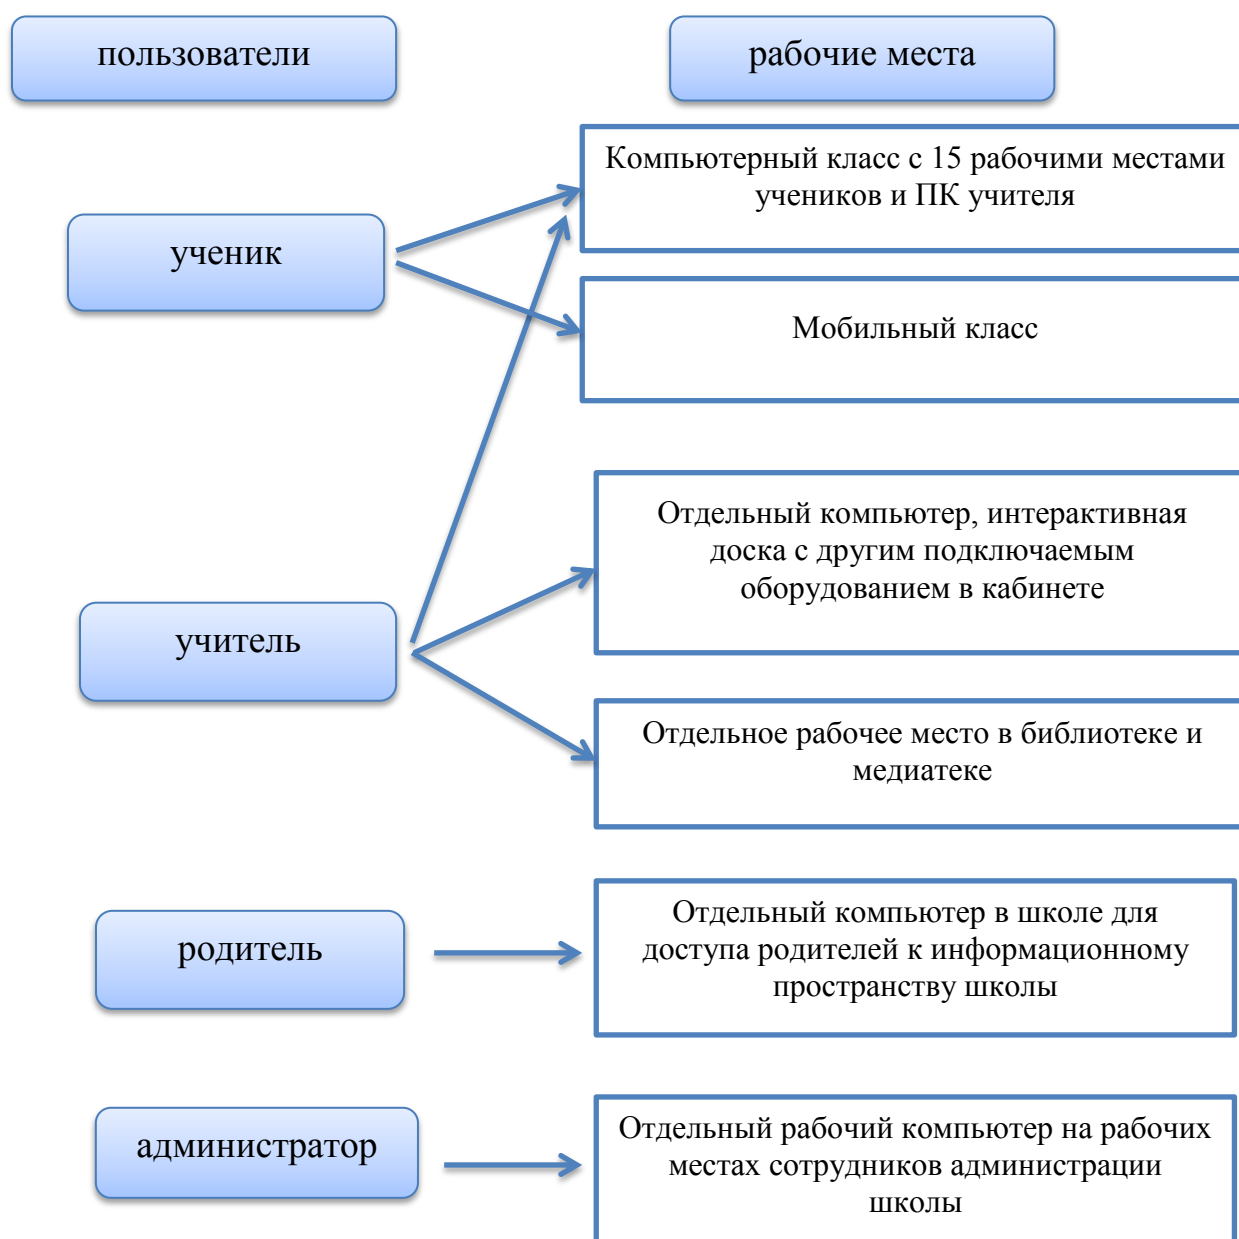 пользователи
рабочие места
Компьютерный класс с 15 рабочими местами
учеников и ПК учителя
ученик
Мобильный класс
Отдельный компьютер, интерактивная
доска с другим подключаемым
оборудованием в кабинете
учитель
Отдельное рабочее место в библиотеке и
медиатеке
родитель
Отдельный компьютер в школе для
доступа родителей к информационному
пространству школы
администратор
Отдельный рабочий компьютер на рабочих
местах сотрудников администрации
школы